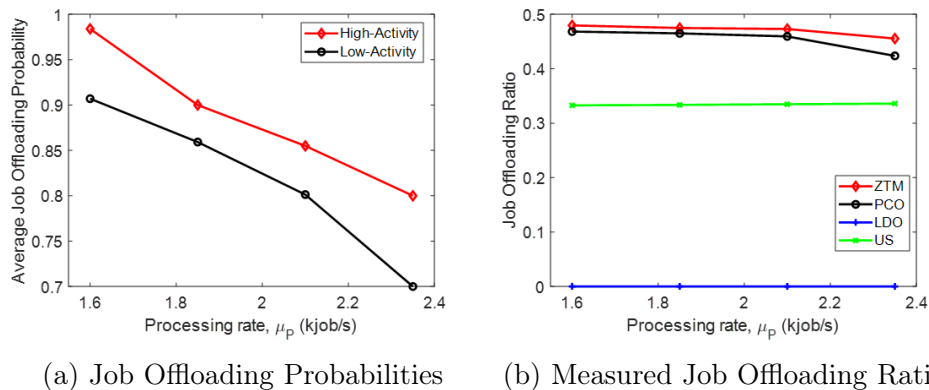 High-Activity
Low-Activity
1
0.95
0.9
0.85
0.8
0.75
0.7
Average Job Offloading Probability
1.6 1.8 2 2.2 2.4
Processing rate, μP (kjob/s)
(a) Job Offloading Probabilities
0.5
0.4
0.3
0.2
0.1
0
Job Offloading Ratio
ZTM
PCO
LDO
US
1.6 1.8 2 2.2 2.4
Processing rate, μP (kjob/s)
(b) Measured Job Offloading Rati